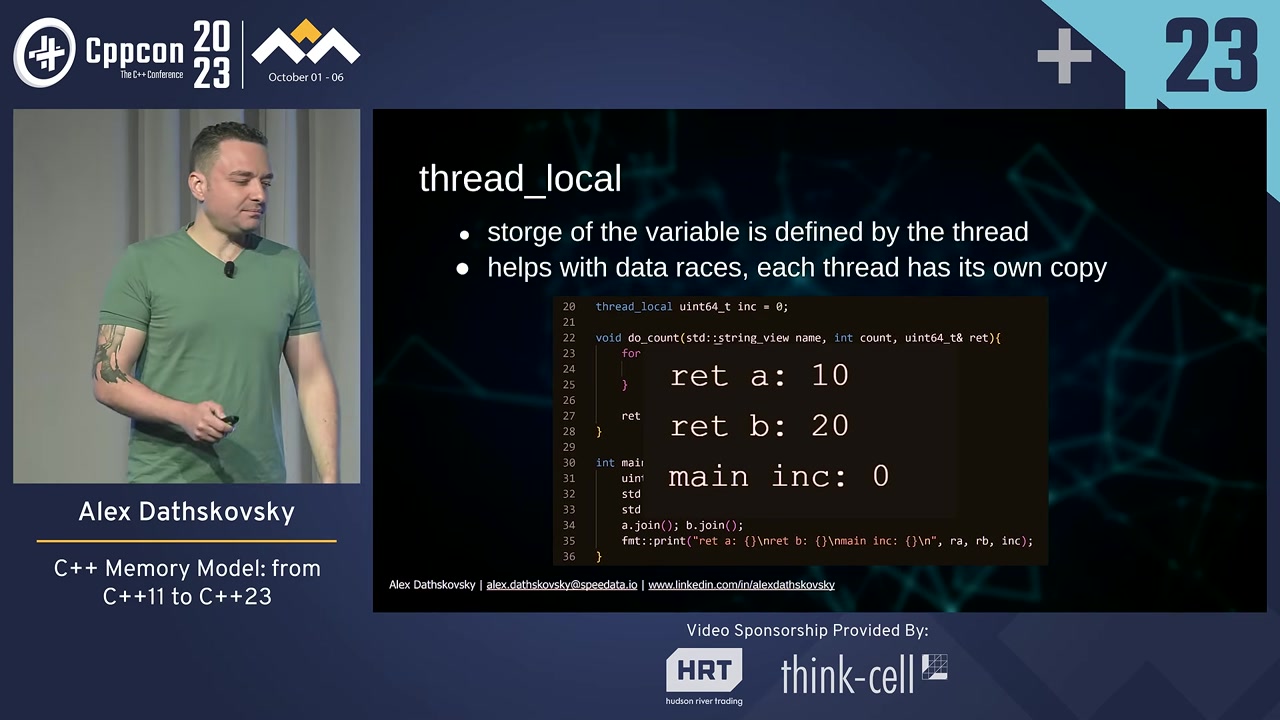 Cppcon
The C++ Conference
20
23
October 01 - 06
23
thread_local
● storge of the variable is defined by the thread
● helps with data races, each thread has its own copy
20 thread_local uint64_t inc = 0;
21
22 void do_count(std::string_view name, int count, uint64_t& ret){
23 for
24
25 }
26
27 ret
28 }
29
30 int main
31 uint
32 std
33 std
34 a.join(); b.join();
35 fmt::print("ret a: {}\nret b: {}\nmain inc: {}\n", ra, rb, inc);
36 }
ret a: 10
ret b: 20
main inc: 0
Alex Dathskovsky | alex.dathskovsky@speedata.io | www.linkedin.com/in/alexdathskovsky
Alex Dathskovsky
C++ Memory Model: from
C++11 to C++23
Video Sponsorship Provided By:
HRT
hudson river trading
think-cell